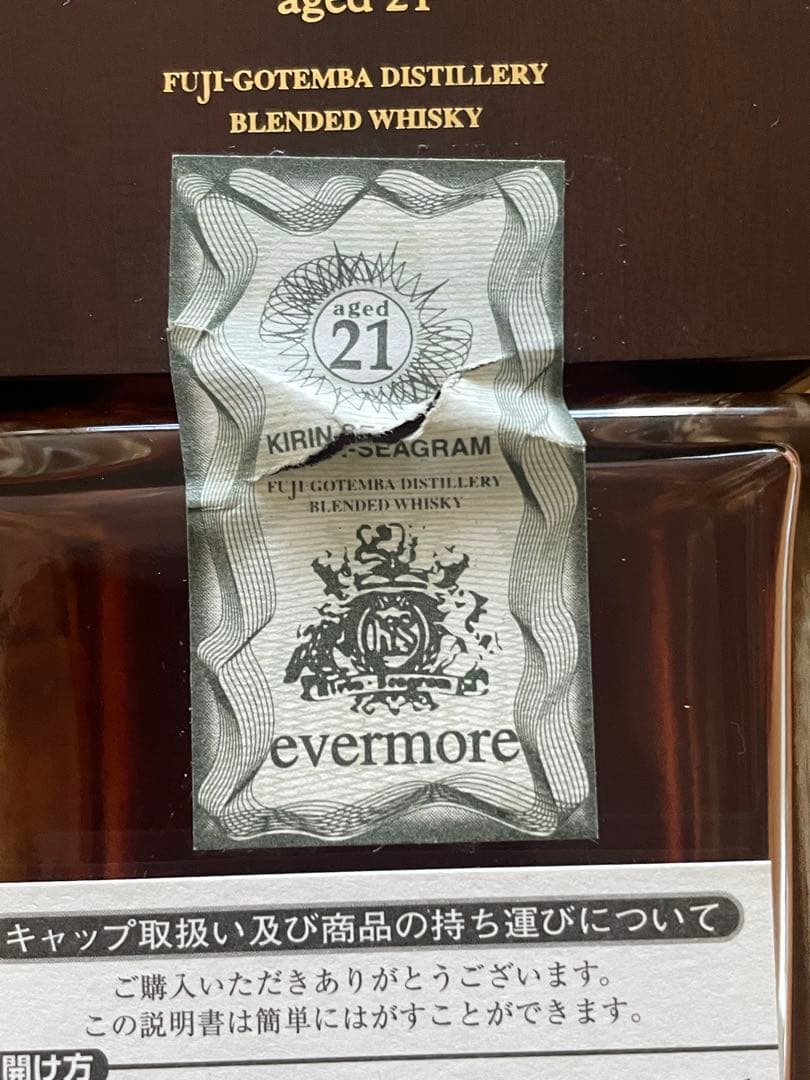 aged 21
FUJI-GOTEMBA DISTILLERY
BLENDED WHISKY
aged
21
KIRIN-SEAGRAM
FUJI-GOTEMBA DISTILLERY
BLENDED WHISKY
evermore
キャップ取扱い及び商品の持ち運びについて
ご購入いただきありがとうございます。
この説明書は簡単にはがすことができます。
開け方